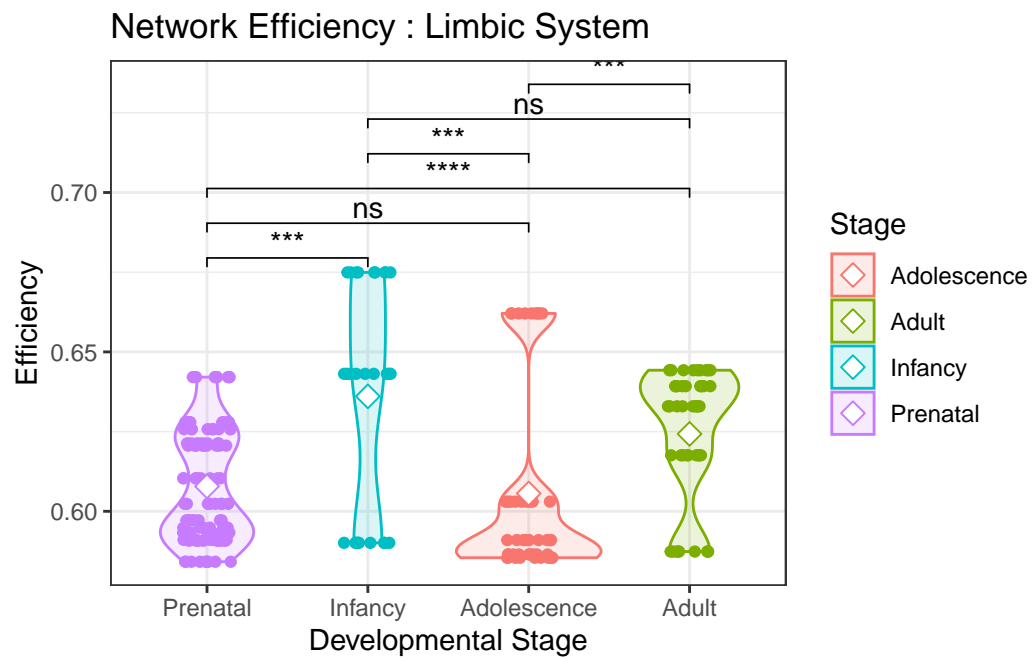 Network Efficiency : Limbic System
***
ns
***
****
ns
***
0.70
0.65
0.60
Efficiency
Prenatal
Infancy
Adolescence
Adult
Developmental Stage
Stage
Adolescence
Adult
Infancy
Prenatal